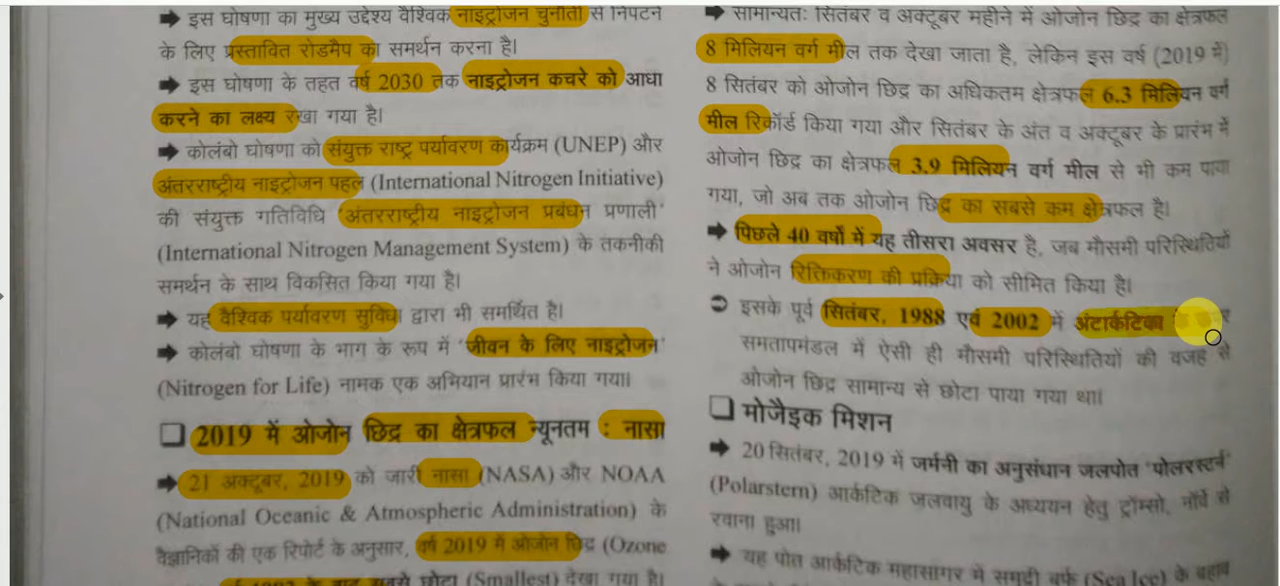 ➡ इस घोषणा का मुख्य उद्देश्य वैश्विक नाइट्रोजन चुनौती से निपटने
के लिए प्रस्तावित रोडमैप का समर्थन करना है।
➡ इस घोषणा के तहत वर्ष 2030 तक नाइट्रोजन कचरे को आधा
करने का लक्ष्य रखा गया है।
➡ कोलंबो घोषणा को संयुक्त राष्ट्र पर्यावरण कार्यक्रम (UNEP) और
अंतरराष्ट्रीय नाइट्रोजन पहल (International Nitrogen Initiative)
की संयुक्त गतिविधि 'अंतरराष्ट्रीय नाइट्रोजन प्रबंधन प्रणाली'
(International Nitrogen Management System) के तकनीकी
समर्थन के साथ विकसित किया गया है।
➡ यह वैश्विक पर्यावरण सुविधा द्वारा भी समर्थित है।
➡ कोलंबो घोषणा के भाग के रूप में 'जीवन के लिए नाइट्रोजन'
(Nitrogen for Life) नामक एक अभियान प्रारंभ किया गया।
❑ 2019 में ओजोन छिद्र का क्षेत्रफल न्यूनतम : नासा
➡ 21 अक्टूबर, 2019 को जारी नासा (NASA) और NOAA
(National Oceanic & Atmospheric Administration) के
वैज्ञानिकों की एक रिपोर्ट के अनुसार, वर्ष 2019 में ओजोन छिद्र (Ozone
के बाद सबसे छोटा (Smallest) देखा गया है।
➡ सामान्यतः सितंबर व अक्टूबर महीने में ओजोन छिद्र का क्षेत्रफल
8 मिलियन वर्ग मील तक देखा जाता है, लेकिन इस वर्ष (2019 में)
8 सितंबर को ओजोन छिद्र का अधिकतम क्षेत्रफल 6.3 मिलियन वर्ग
मील रिकॉर्ड किया गया और सितंबर के अंत व अक्टूबर के प्रारंभ में
ओजोन छिद्र का क्षेत्रफल 3.9 मिलियन वर्ग मील से भी कम पाया
गया, जो अब तक ओजोन छिद्र का सबसे कम क्षेत्रफल है।
➡ पिछले 40 वर्षों में यह तीसरा अवसर है, जब मौसमी परिस्थितियों
ने ओजोन रिक्तिकरण की प्रक्रिया को सीमित किया है।
➲ इसके पूर्व सितंबर, 1988 एवं 2002 में अंटार्कटिका के
समतापमंडल में ऐसी ही मौसमी परिस्थितियों की वजह से
ओजोन छिद्र सामान्य से छोटा पाया गया था।
❑ मोजैइक मिशन
➡ 20 सितंबर, 2019 में जर्मनी का अनुसंधान जलपोत 'पोलरस्टर्न'
(Polarstern) आर्कटिक जलवायु के अध्ययन हेतु ट्रॉम्सो, नॉर्वे से
रवाना हुआ।
➡ यह पोत आर्कटिक महासागर में समुद्री बर्फ (Sea Ice) के बहाव